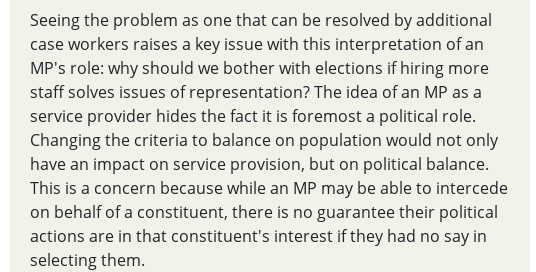 Seeing the problem as one that can be resolved by additional
case workers raises a key issue with this interpretation of an
MP's role: why should we bother with elections if hiring more
staff solves issues of representation? The idea of an MP as a
service provider hides the fact it is foremost a political role.
Changing the criteria to balance on population would not only
have an impact on service provision, but on political balance.
This is a concern because while an MP may be able to intercede
on behalf of a constituent, there is no guarantee their political
actions are in that constituent's interest if they had no say in
selecting them.